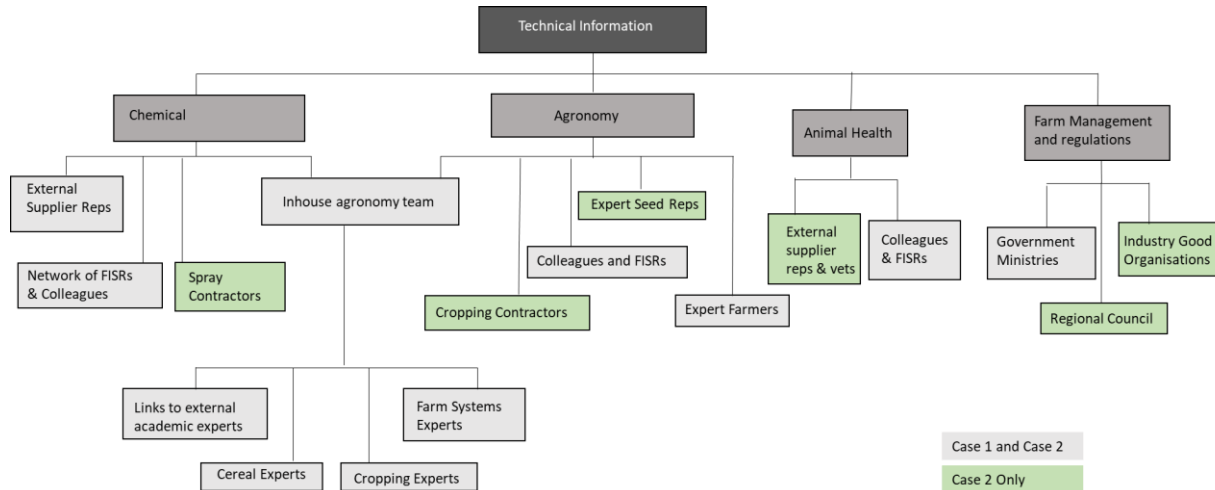 Technical Information
Chemical
Agronomy
Animal Health
Farm Management
and regulations
External
Supplier Reps
Inhouse agronomy team
Expert Seed Reps
External
supplier
reps & vets
Colleagues
& FISRs
Government
Ministries
Industry Good
Organisations
Network of FISRs
& Colleagues
Spray
Contractors
Colleagues and FISRs
Cropping Contractors
Expert Farmers
Regional Council
Links to external
academic experts
Farm Systems
Experts
Cereal Experts
Cropping Experts
Case 1 and Case 2
Case 2 Only